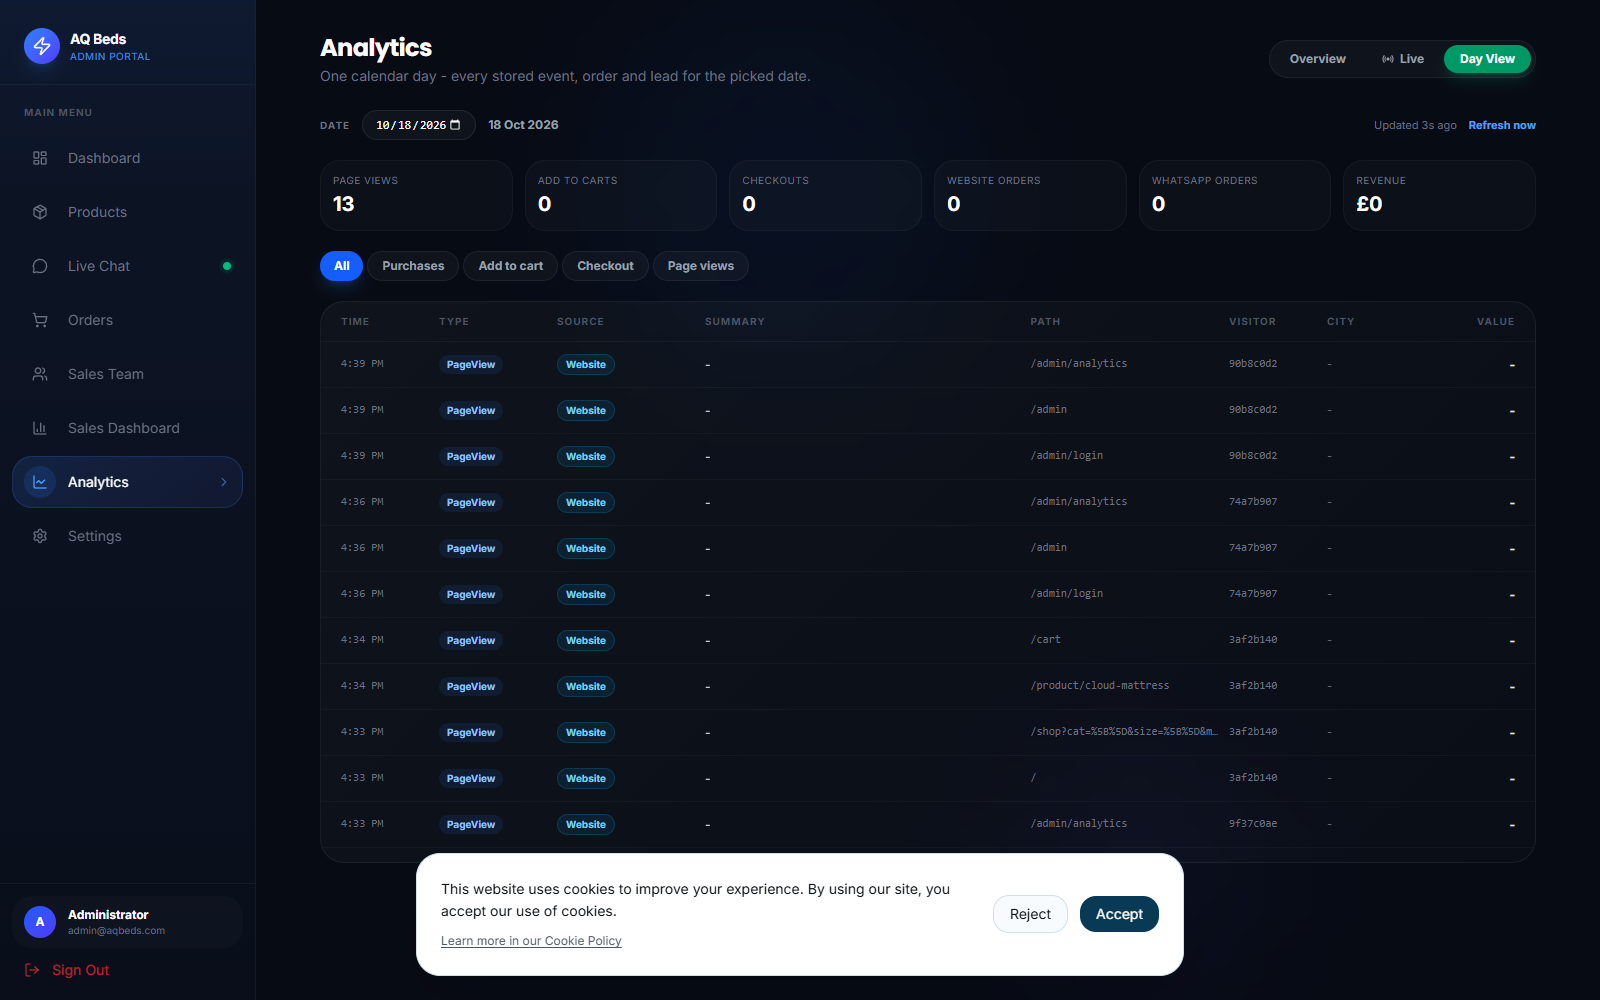 AQ Beds
ADMIN PORTAL
MAIN MENU
Dashboard
Products
Live Chat
Orders
Sales Team
Sales Dashboard
Analytics
Settings
A
Administrator
admin@aqbeds.com
Sign Out
Analytics
One calendar day - every stored event, order and lead for the picked date.
Overview Live Day View
DATE 10/18/2026 18 Oct 2026
Updated 3s ago Refresh now
PAGE VIEWS
13
ADD TO CARTS
0
CHECKOUTS
0
WEBSITE ORDERS
0
WHATSAPP ORDERS
0
REVENUE
£0
All Purchases Add to cart Checkout Page views
TIME TYPE SOURCE SUMMARY PATH VISITOR CITY VALUE
4:39 PM PageView Website - /admin/analytics 90b8c0d2 - -
4:39 PM PageView Website - /admin 90b8c0d2 - -
4:39 PM PageView Website - /admin/login 90b8c0d2 - -
4:36 PM PageView Website - /admin/analytics 74a7b907 - -
4:36 PM PageView Website - /admin 74a7b907 - -
4:36 PM PageView Website - /admin/login 74a7b907 - -
4:34 PM PageView Website - /cart 3af2b140 - -
4:34 PM PageView Website - /product/cloud-mattress 3af2b140 - -
4:33 PM PageView Website - /shop?cat=%5B%5D&size=%5B%5D&m… 3af2b140 - -
4:33 PM PageView Website - / 3af2b140 - -
4:33 PM PageView Website - /admin/analytics 9f37c0ae - -
This website uses cookies to improve your experience. By using our site, you
accept our use of cookies.
Learn more in our Cookie Policy
Reject Accept